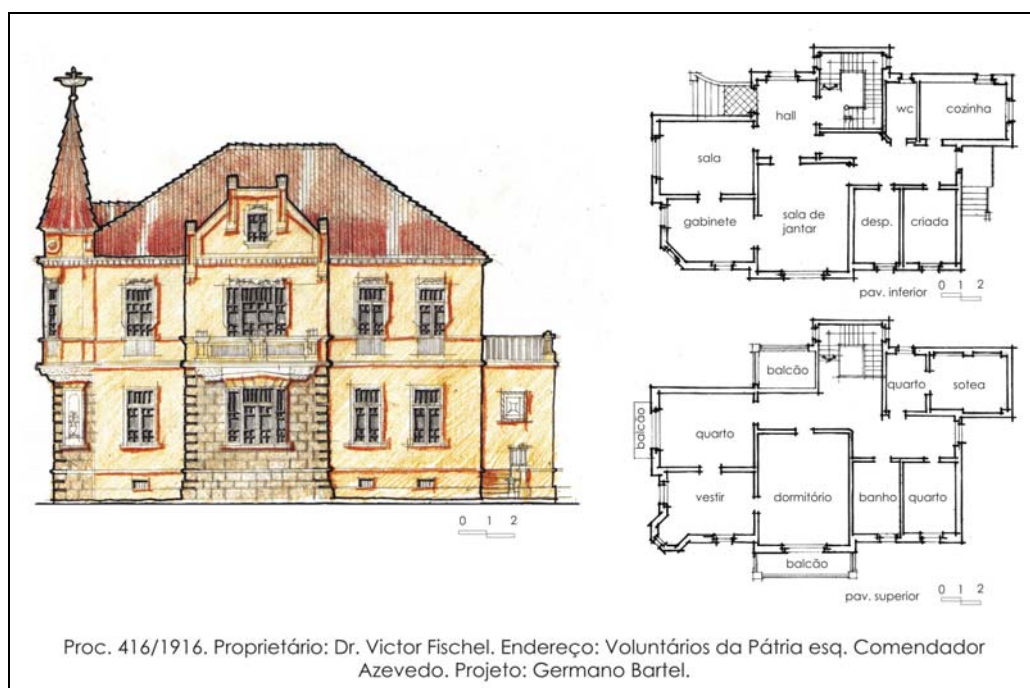 hall
wc
cozinha
sala
gabinete
sala de
jantar
desp.
criada
pav. inferior
0 1 2
balcão
quarto
sotea
balcão
quarto
vestir
dormitório
banho
quarto
balcão
pav. superior
0 1 2
0 1 2
Proc. 416/1916. Proprietário: Dr. Victor Fischel. Endereço: Voluntários da Pátria esq. Comendador
Azevedo. Projeto: Germano Bartel.